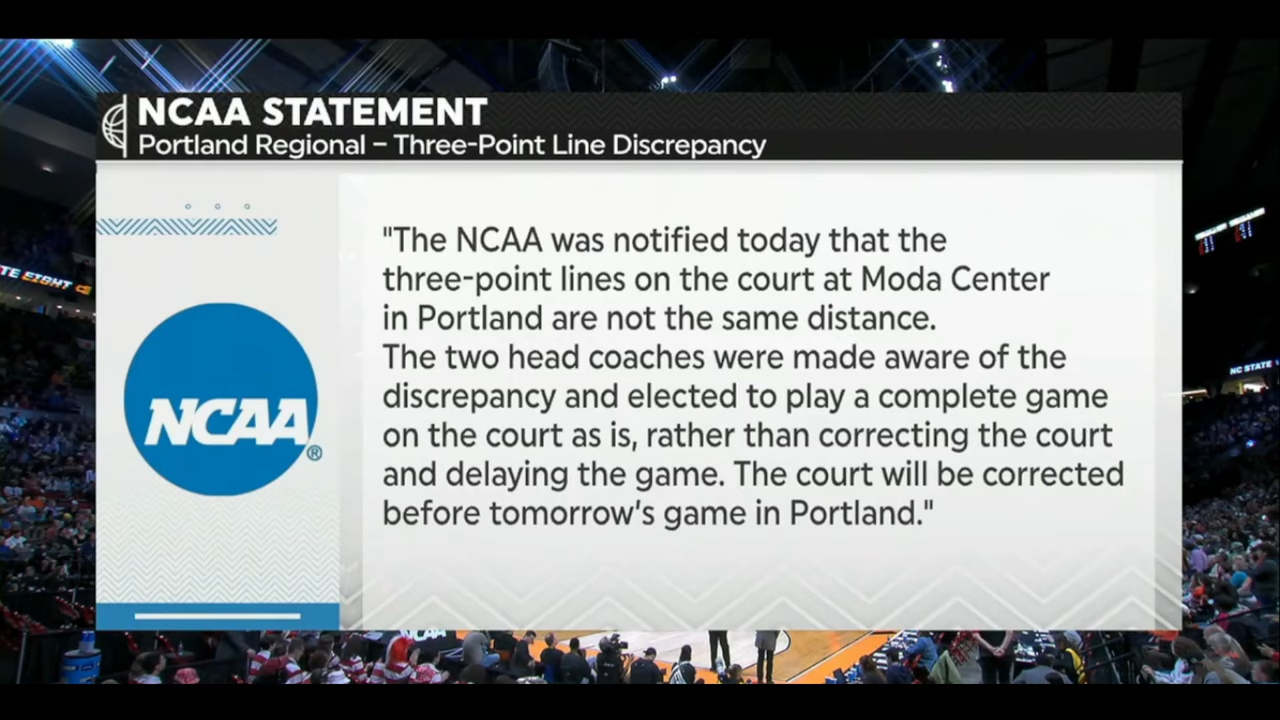 NCAA STATEMENT
Portland Regional – Three-Point Line Discrepancy
"The NCAA was notified today that the
three-point lines on the court at Moda Center
in Portland are not the same distance.
The two head coaches were made aware of the
discrepancy and elected to play a complete game
on the court as is, rather than correcting the court
and delaying the game. The court will be corrected
before tomorrow's game in Portland."
NCAA®
TE EIGHT
NC STATE
NCAA